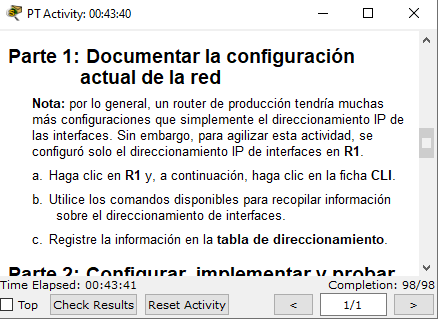 PT Activity: 00:43:40
Parte 1: Documentar la configuración
actual de la red
Nota: por lo general, un router de producción tendría muchas
más configuraciones que simplemente el direccionamiento IP de
las interfaces. Sin embargo, para agilizar esta actividad, se
configuró solo el direccionamiento IP de interfaces en R1.
a. Haga clic en R1 y, a continuación, haga clic en la ficha CLI.
b. Utilice los comandos disponibles para recopilar información
sobre el direccionamiento de interfaces.
c. Registre la información en la tabla de direccionamiento.
Parte 2: Configurar, implementar y probar
Time Elapsed: 00:43:41 Completion: 98/98
Top Check Results Reset Activity < 1/1 >